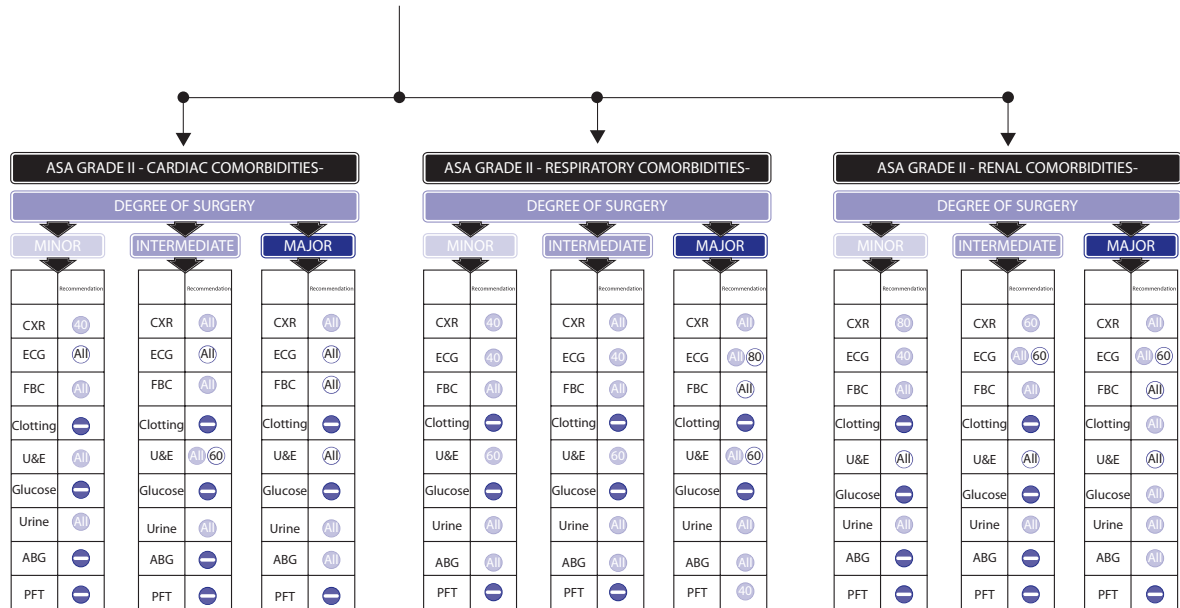 ASA GRADE II - CARDIAC COMORBIDITIES-
DEGREE OF SURGERY
MINOR
INTERMEDIATE
MAJOR
Recommendation
CXR 40
ECG All
FBC All
Clotting
U&E All
Glucose
Urine All
ABG
PFT
Recommendation
CXR All
ECG All
FBC All
Clotting
U&E All 60
Glucose
Urine All
ABG
PFT
Recommendation
CXR All
ECG All
FBC All
Clotting
U&E All
Glucose
Urine All
ABG All
PFT
ASA GRADE II - RESPIRATORY COMORBIDITIES-
DEGREE OF SURGERY
MINOR
INTERMEDIATE
MAJOR
Recommendation
CXR 40
ECG 40
FBC All
Clotting
U&E 60
Glucose
Urine All
ABG All
PFT
Recommendation
CXR All
ECG 40
FBC All
Clotting
U&E 60
Glucose
Urine All
ABG All
PFT
Recommendation
CXR All
ECG All 80
FBC All
Clotting
U&E All 60
Glucose
Urine All
ABG All
PFT 40
ASA GRADE II - RENAL COMORBIDITIES-
DEGREE OF SURGERY
MINOR
INTERMEDIATE
MAJOR
Recommendation
CXR 80
ECG 40
FBC All
Clotting
U&E All
Glucose
Urine All
ABG
PFT
Recommendation
CXR 60
ECG All 60
FBC All
Clotting
U&E All
Glucose
Urine All
ABG
PFT
Recommendation
CXR All
ECG All 60
FBC All
Clotting All
U&E All
Glucose All
Urine All
ABG All
PFT